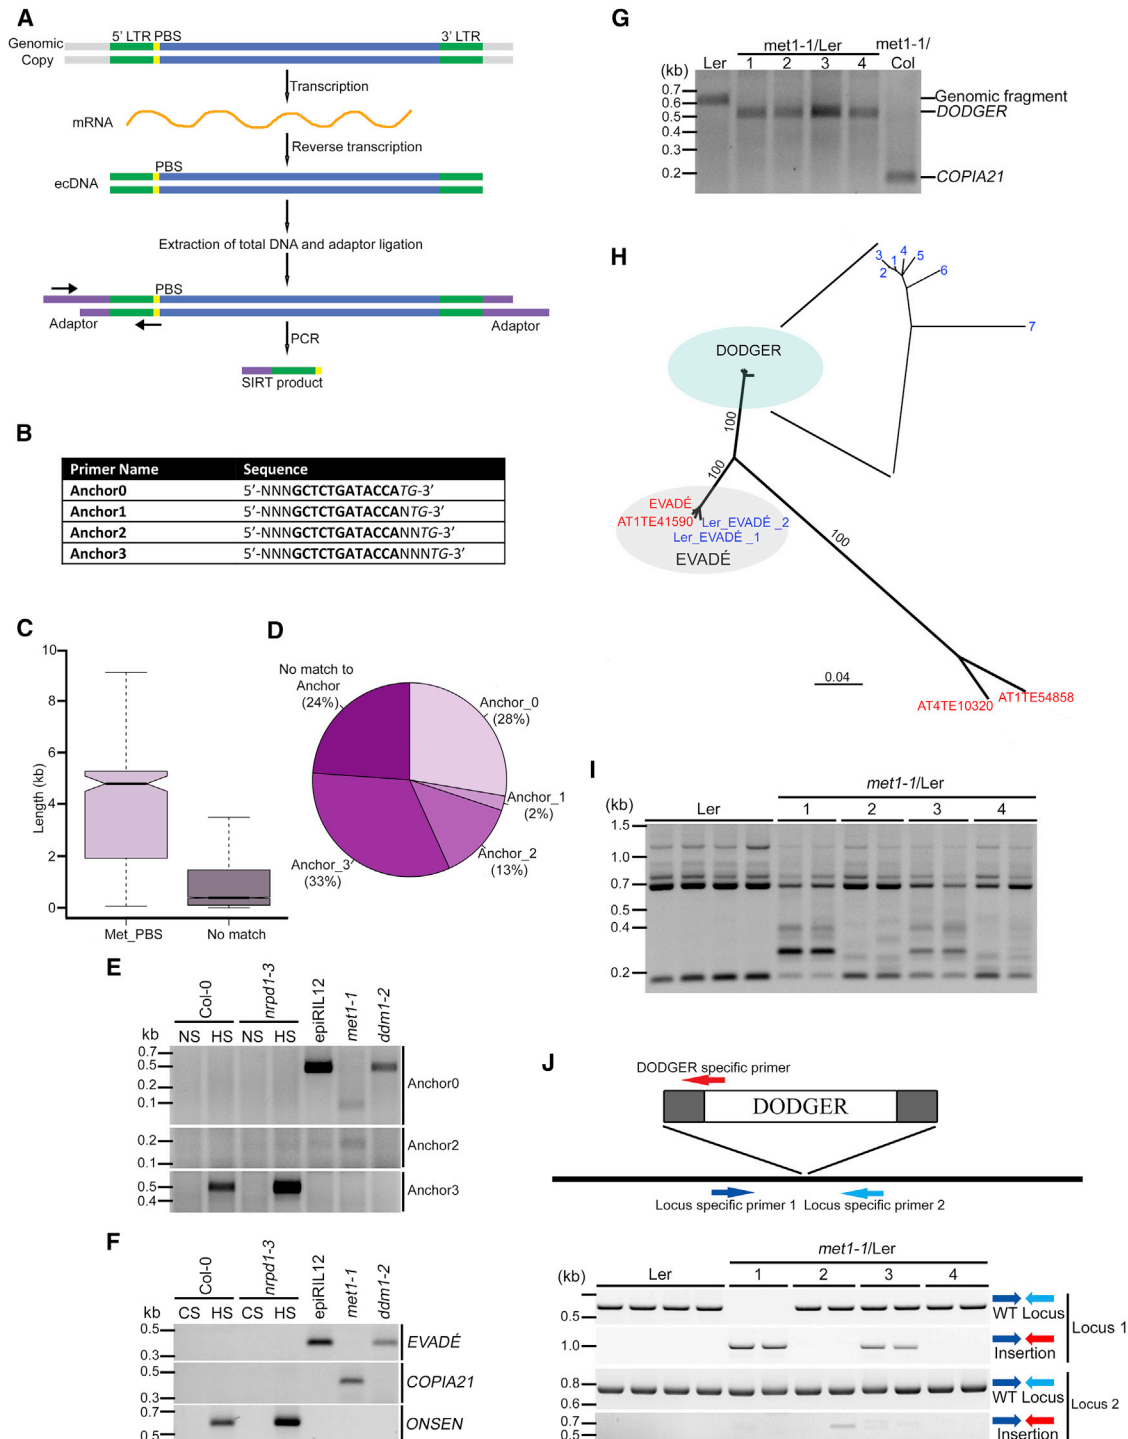 A
5' LTR PBS
3' LTR
Genomic
Copy
Transcription
mRNA
Reverse transcription
PBS
ecDNA
Extraction of total DNA and adaptor ligation
PBS
Adaptor
Adaptor
PCR
SIRT product
B
Primer Name Sequence
Anchor0 5'-NNNGCTCTGATACCATG-3'
Anchor1 5'-NNNGCTCTGATACCANTG-3'
Anchor2 5'-NNNGCTCTGATACCANNTG-3'
Anchor3 5'-NNNGCTCTGATACCANNNTG-3'
C
Length (kb)
10
8
6
4
2
0
Met_PBS
No match
D
No match to
Anchor
(24%)
Anchor_0
(28%)
Anchor_1
(2%)
Anchor_2
(13%)
Anchor_3
(33%)
E
Col-0
nrpd1-3
epiRIL12
met1-1
ddm1-2
kb
NS HS NS HS
0.7
0.5
0.2
0.1
Anchor0
0.2
0.1
Anchor2
0.5
0.4
Anchor3
F
Col-0
nrpd1-3
epiRIL12
met1-1
ddm1-2
kb
CS HS CS HS
0.5
0.3
EVADÉ
0.5
0.3
COPIA21
0.7
0.5
ONSEN
G
met1-1/Ler
met1-1/
Col
(kb)
Ler 1 2 3 4
0.7
0.6
0.5
0.4
0.3
0.2
Genomic fragment
DODGER
COPIA21
H
3
2
1
4
5
6
7
DODGER
100
100
100
EVADÉ
AT1TE41590
Ler_EVADÉ _2
Ler_EVADÉ _1
EVADÉ
0.04
AT4TE10320
AT1TE54858
I
met1-1/Ler
(kb)
Ler 1 2 3 4
1.5
1.0
0.7
0.5
0.4
0.2
J
DODGER specific primer
DODGER
Locus specific primer 1
Locus specific primer 2
met1-1/Ler
(kb)
Ler 1 2 3 4
0.5
WT Locus
Locus 1
1.0
Insertion
0.8
0.6
WT Locus
Locus 2
0.7
0.5
Insertion